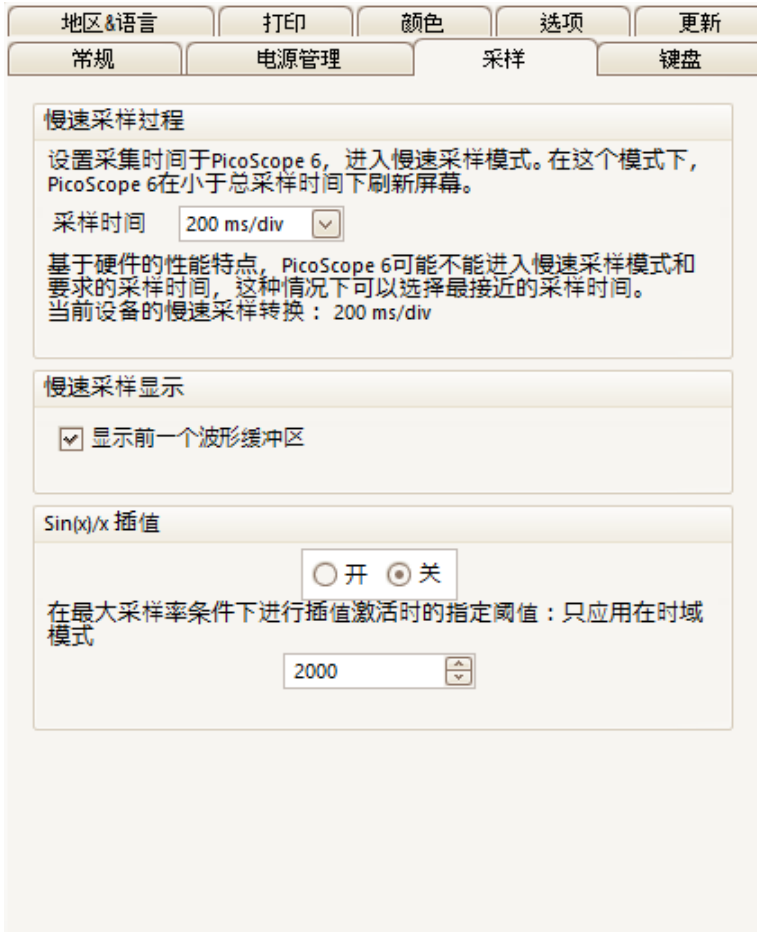 地区&语言 打印 颜色 选项 更新
常规 电源管理 采样 键盘
慢速采样过程
设置采集时间于PicoScope 6，进入慢速采样模式。在这个模式下，
PicoScope 6在小于总采样时间下刷新屏幕。
采样时间 200 ms/div
基于硬件的性能特点，PicoScope 6可能不能进入慢速采样模式和
要求的采样时间，这种情况下可以选择最接近的采样时间。
当前设备的慢速采样转换： 200 ms/div
慢速采样显示
显示前一个波形缓冲区
Sin(x)/x 插值
开 关
在最大采样率条件下进行插值激活时的指定阈值：只应用在时域
模式
2000